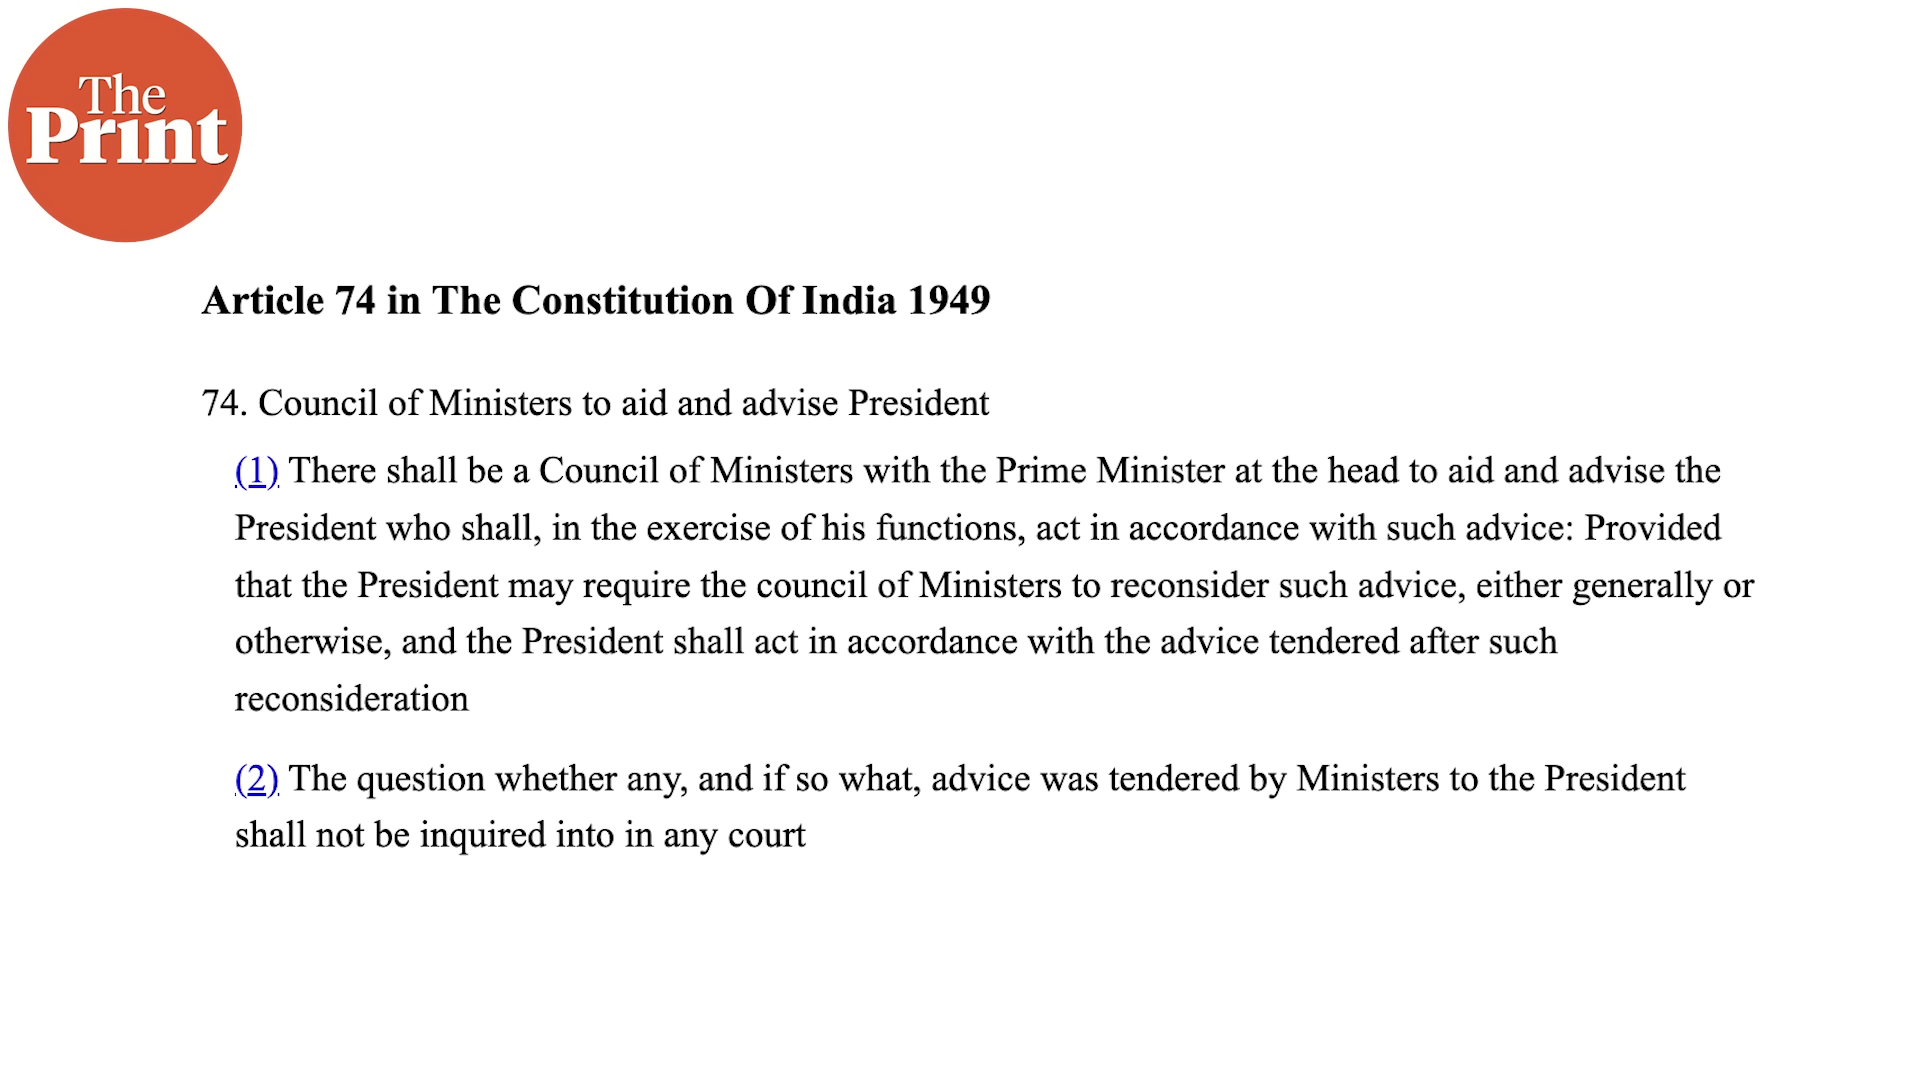 The
Print
Article 74 in The Constitution Of India 1949
74. Council of Ministers to aid and advise President
(1) There shall be a Council of Ministers with the Prime Minister at the head to aid and advise the
President who shall, in the exercise of his functions, act in accordance with such advice: Provided
that the President may require the council of Ministers to reconsider such advice, either generally or
otherwise, and the President shall act in accordance with the advice tendered after such
reconsideration
(2) The question whether any, and if so what, advice was tendered by Ministers to the President
shall not be inquired into in any court